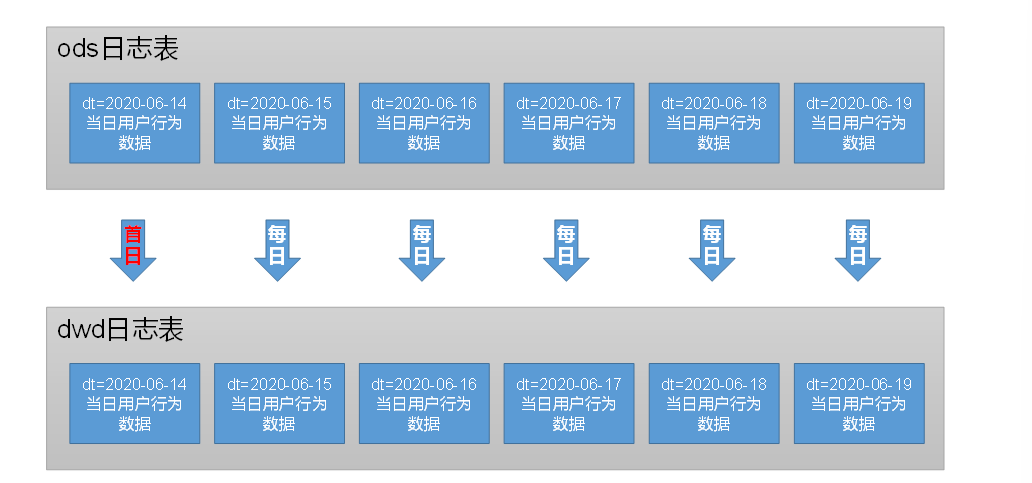 ods日志表
dt=2020-06-14
当日用户行为
数据
dt=2020-06-15
当日用户行为
数据
dt=2020-06-16
当日用户行为
数据
dt=2020-06-17
当日用户行为
数据
dt=2020-06-18
当日用户行为
数据
dt=2020-06-19
当日用户行为
数据
首
日
每
日
每
日
每
日
每
日
每
日
dwd日志表
dt=2020-06-14
当日用户行为
数据
dt=2020-06-15
当日用户行为
数据
dt=2020-06-16
当日用户行为
数据
dt=2020-06-17
当日用户行为
数据
dt=2020-06-18
当日用户行为
数据
dt=2020-06-19
当日用户行为
数据